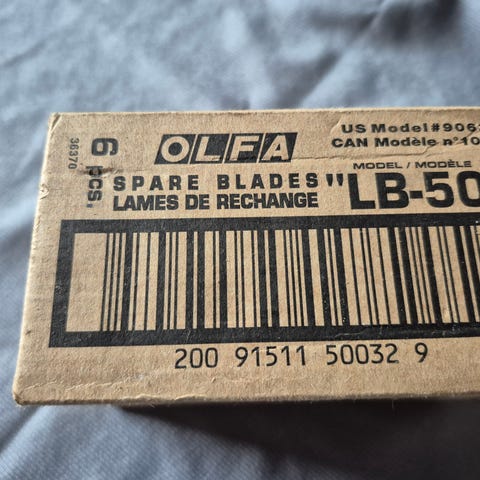 36370
6 pcs.
OLFA
US Model#906
CAN Modèle n°10
MODEL / MODÈLE
SPARE BLADES "LB-50
LAMES DE RECHANGE
200 91511 50032 9